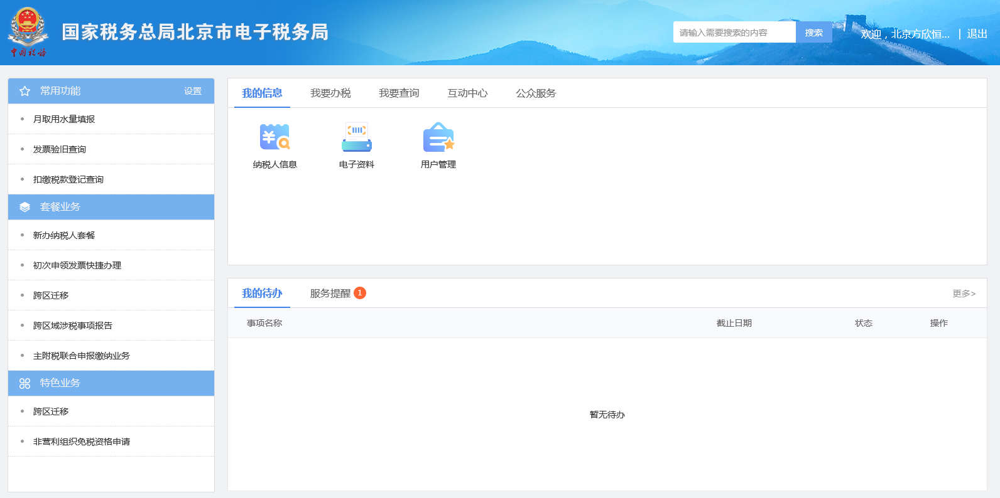 国家税务总局北京市电子税务局
中国税务
请输入需要搜索的内容
搜索
欢迎，北京方欣恒... | 退出
常用功能
设置
月取用水量填报
发票验旧查询
扣缴税款登记查询
套餐业务
新办纳税人套餐
初次申领发票快捷办理
跨区迁移
跨区域涉税事项报告
主附税联合申报缴纳业务
特色业务
跨区迁移
非营利组织免税资格申请
我的信息
我要办税
我要查询
互动中心
公众服务
纳税人信息
电子资料
用户管理
我的待办
服务提醒 1
更多>
事项名称
截止日期
状态
操作
暂无待办